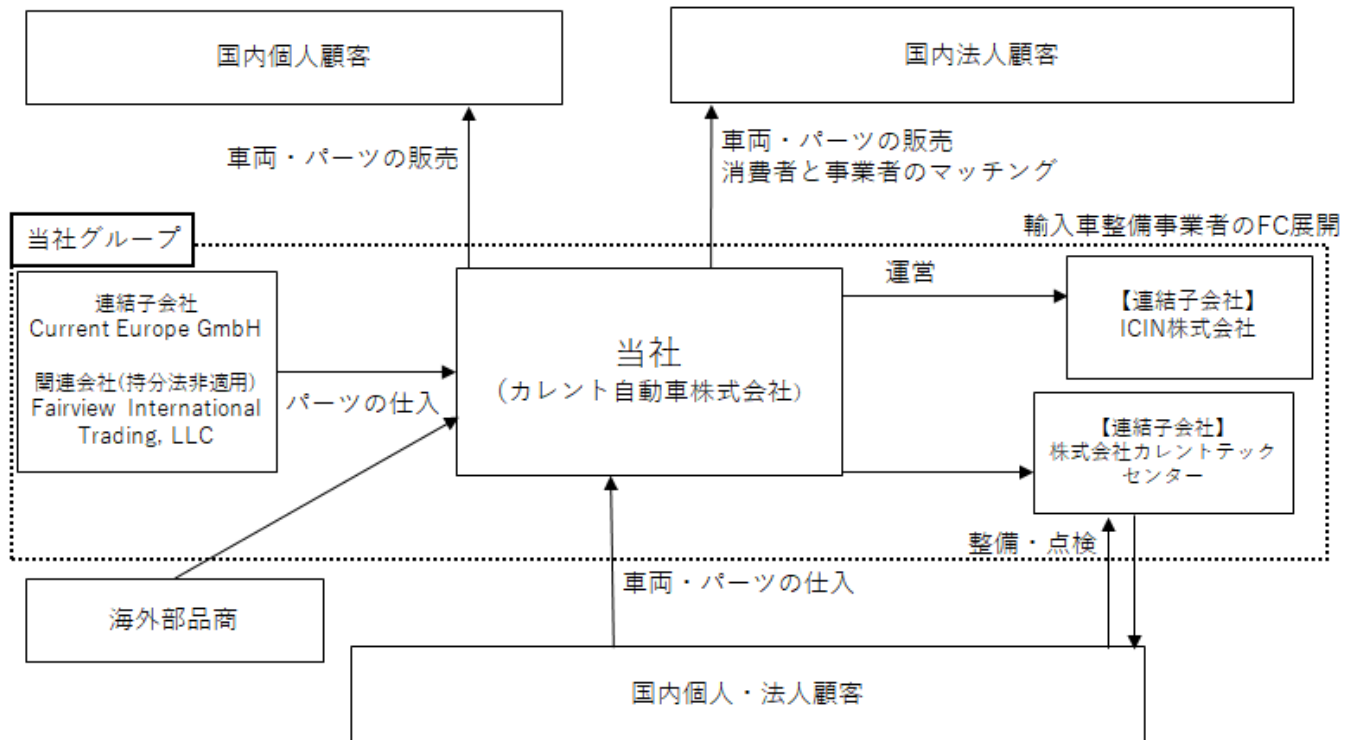 国内個人顧客
国内法人顧客
車両・パーツの販売
車両・パーツの販売
消費者と事業者のマッチング
当社グループ
輸入車整備事業者のFC展開
連結子会社
Current Europe GmbH
関連会社(持分法非適用)
Fairview International
Trading, LLC
パーツの仕入
当社
(カレント自動車株式会社)
運営
【連結子会社】
ICIN株式会社
【連結子会社】
株式会社カレントテック
センター
整備・点検
車両・パーツの仕入
海外部品商
国内個人・法人顧客